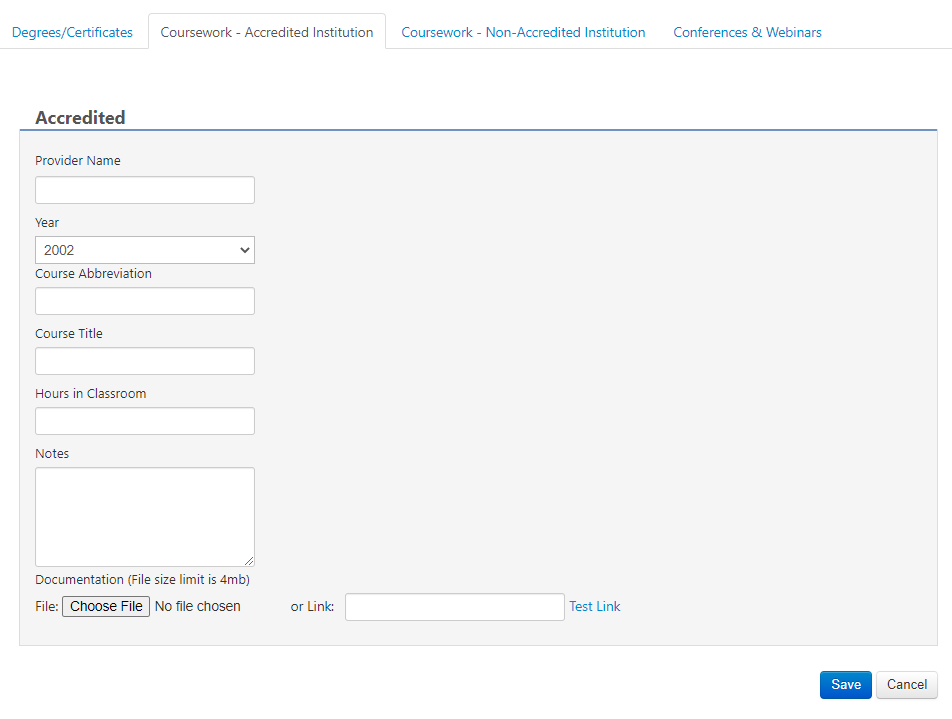 Degrees/Certificates Coursework - Accredited Institution Coursework - Non-Accredited Institution Conferences & Webinars
Accredited
Provider Name
Year
2002
Course Abbreviation
Course Title
Hours in Classroom
Notes
Documentation (File size limit is 4mb)
File: Choose File No file chosen or Link: Test Link
Save Cancel